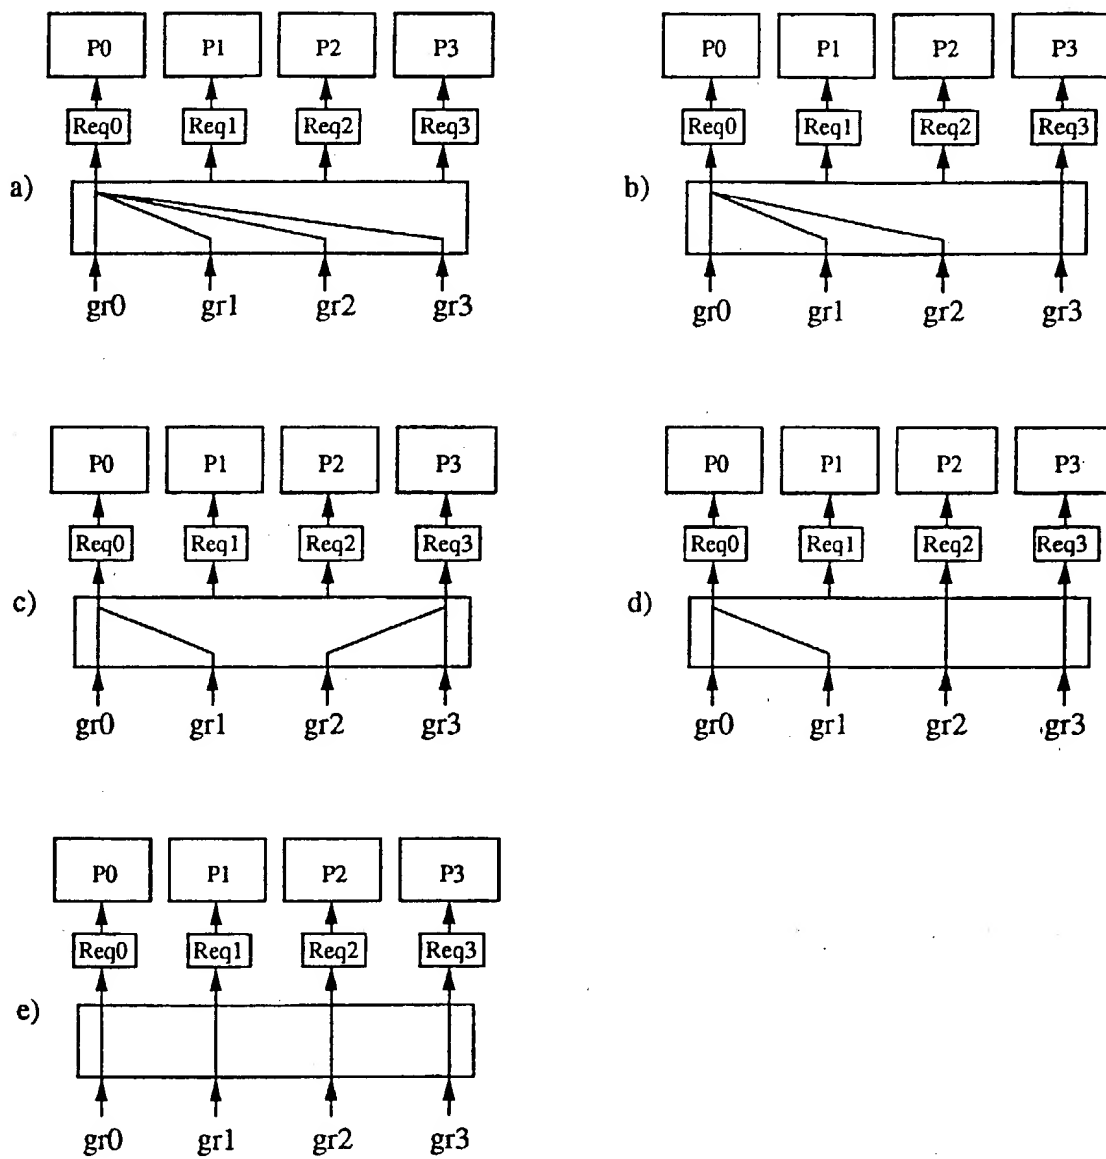 P0 P1 P2 P3
Req0 Req1 Req2 Req3
a)
gr0 gr1 gr2 gr3
P0 P1 P2 P3
Req0 Req1 Req2 Req3
b)
gr0 gr1 gr2 gr3
P0 P1 P2 P3
Req0 Req1 Req2 Req3
c)
gr0 gr1 gr2 gr3
P0 P1 P2 P3
Req0 Req1 Req2 Req3
d)
gr0 gr1 gr2 gr3
P0 P1 P2 P3
Req0 Req1 Req2 Req3
e)
gr0 gr1 gr2 gr3